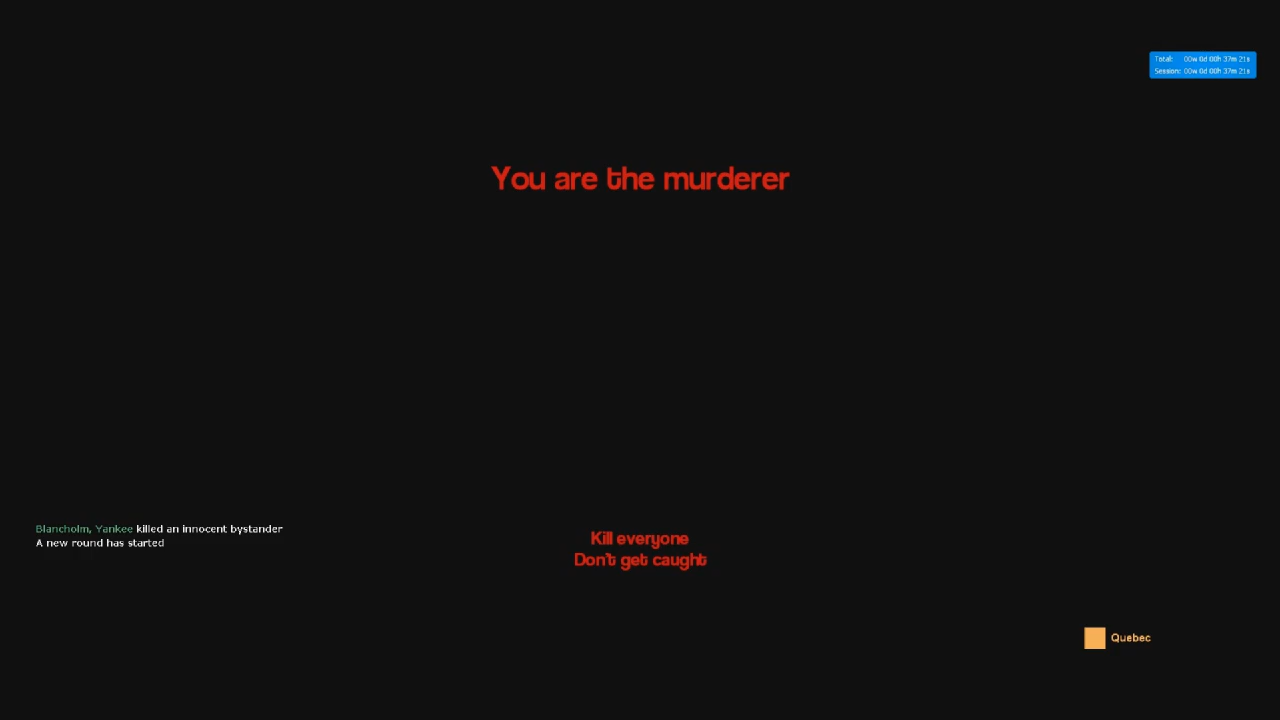 Total: 00w 0d 00h 37m 21s
Session: 00w 0d 00h 37m 21s
You are the murderer
Blancholm, Yankee killed an innocent bystander
A new round has started
Kill everyone
Don't get caught
Quebec